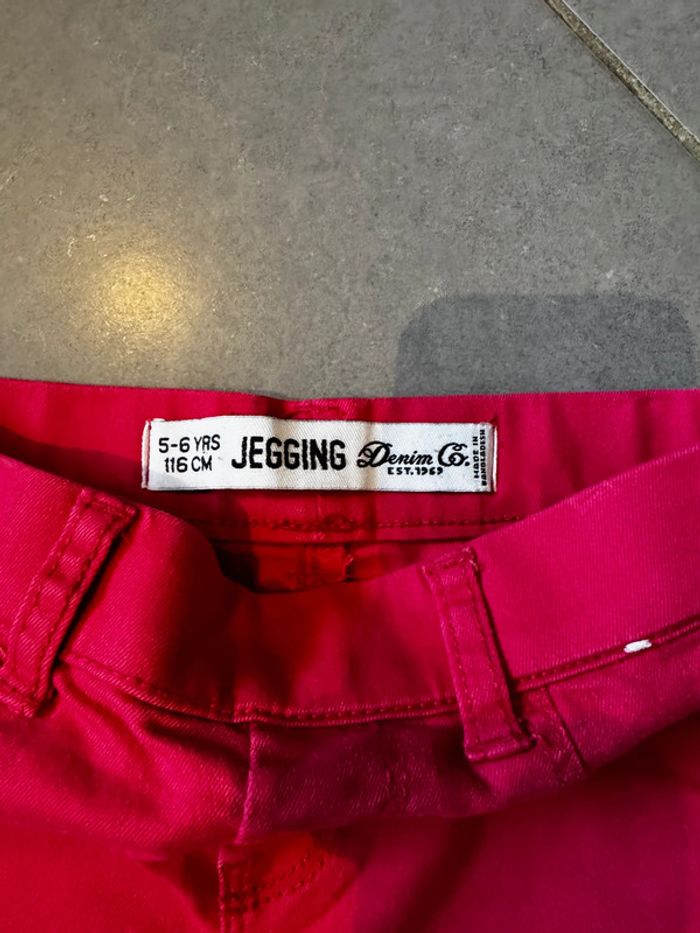 5-6 YRS
116 CM
JEGGING
Denim Co.
EST.1969
MADE IN
BANGLADESH